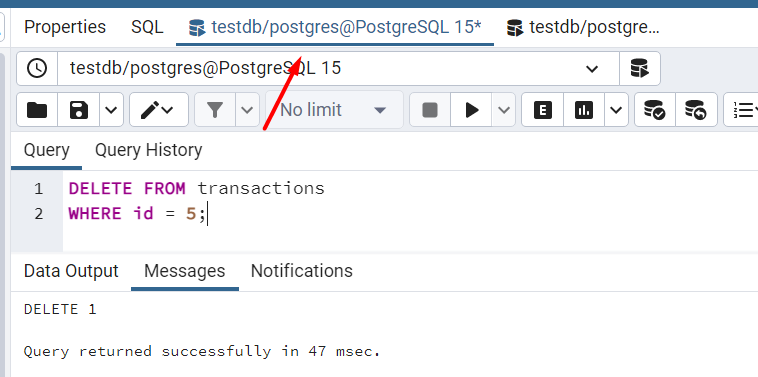 Properties SQL testdb/postgres@PostgreSQL 15* testdb/postgre...
testdb/postgres@PostgreSQL 15
No limit E
Query Query History
1 DELETE FROM transactions
2 WHERE id = 5;
Data Output Messages Notifications
DELETE 1
Query returned successfully in 47 msec.